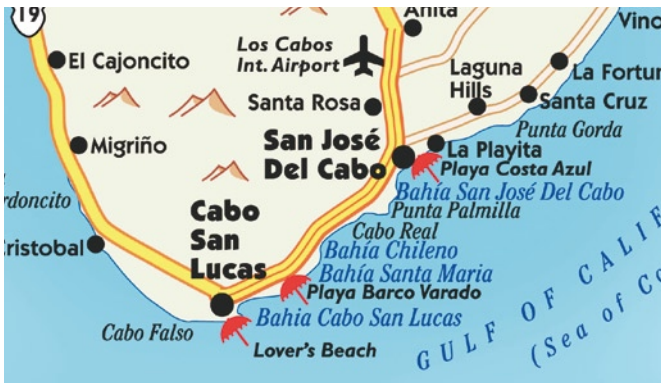 19
Anita
Vino
El Cajoncito
Los Cabos
Int. Airport
Laguna
Hills
La Fortun
Santa Rosa
Santa Cruz
Punta Gorda
Migriño
San José
Del Cabo
La Playita
Playa Costa Azul
rdoncito
Bahía San José Del Cabo
Punta Palmilla
Cabo
San
Lucas
Cabo Real
Cristobal
Bahía Chileno
Bahía Santa Maria
Playa Barco Varado
Cabo Falso
Bahia Cabo San Lucas
Lover's Beach
GULF OF CALIF
(Sea of Co